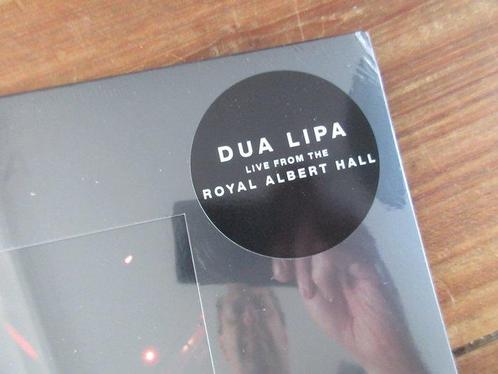 DUA LIPA
LIVE FROM THE
ROYAL ALBERT HALL